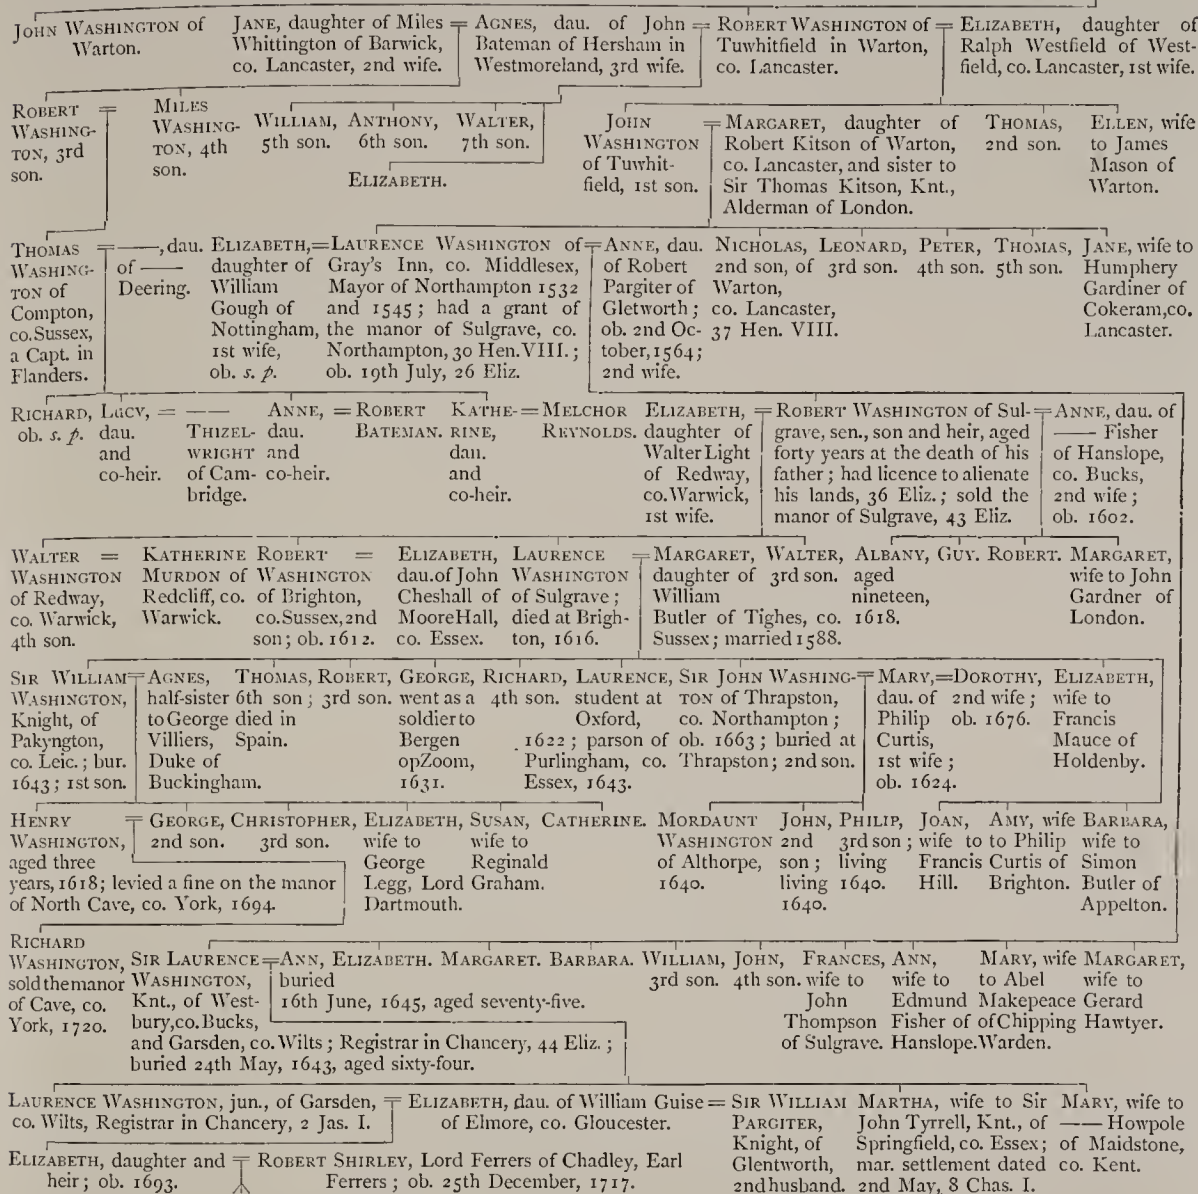 JOHN WASHINGTON of
Warton.
JANE, daughter of Miles
Whittington of Barwick,
co. Lancaster, 2nd wife.
= AGNES, dau. of John
Bateman of Hersham in
Westmoreland, 3rd wife.
= ROBERT WASHINGTON of
Tuwhitfield in Warton,
co. Lancaster.
= ELIZABETH, daughter of
Ralph Westfield of West-
field, co. Lancaster, 1st wife.
ROBERT =
WASHING-
TON, 3rd
son.
MILES
WASHING-
TON, 4th
son.
WILLIAM,
5th son.
ANTHONY,
6th son.
WALTER,
7th son.
ELIZABETH.
JOHN
WASHINGTON
of Tuwhit-
field, 1st son.
= MARGARET, daughter of
Robert Kitson of Warton,
co. Lancaster, and sister to
Sir Thomas Kitson, Knt.,
Alderman of London.
THOMAS,
2nd son.
ELLEN, wife
to James
Mason of
Warton.
THOMAS
WASHING-
TON of
Compton,
co. Sussex,
a Capt. in
Flanders.
= ——, dau.
of ——
Deering.
ELIZABETH,
daughter of
William
Gough of
Nottingham,
1st wife,
ob. s. p.
= LAURENCE WASHINGTON of
Gray's Inn, co. Middlesex,
Mayor of Northampton 1532
and 1545; had a grant of
the manor of Sulgrave, co.
Northampton, 30 Hen. VIII.;
ob. 19th July, 26 Eliz.
= ANNE, dau.
of Robert
Pargiter of
Gletworth;
ob. 2nd Oc-
tober, 1564;
2nd wife.
NICHOLAS,
2nd son, of
Warton,
co. Lancaster,
37 Hen. VIII.
LEONARD,
3rd son.
PETER,
4th son.
THOMAS,
5th son.
JANE, wife to
Humphery
Gardiner of
Cokeram, co.
Lancaster.
RICHARD,
ob. s. p.
LUCY,
dau.
and
co-heir.
= ——
THIZEL-
WRIGHT
of Cam-
bridge.
ANNE,
dau.
and
co-heir.
= ROBERT
BATEMAN.
KATHE-
RINE,
dau.
and
co-heir.
= MELCHOR
REYNOLDS.
ELIZABETH,
daughter of
Walter Light
of Redway,
co. Warwick,
1st wife.
= ROBERT WASHINGTON of Sul-
grave, sen., son and heir, aged
forty years at the death of his
father; had licence to alienate
his lands, 36 Eliz.; sold the
manor of Sulgrave, 43 Eliz.
= ANNE, dau. of
—— Fisher
of Hanslope,
co. Bucks,
2nd wife;
ob. 1602.
WALTER =
WASHINGTON
of Redway,
co. Warwick,
4th son.
KATHERINE
MURDON of
Redcliff, co.
Warwick.
ROBERT =
WASHINGTON
of Brighton,
co. Sussex, 2nd
son; ob. 1612.
ELIZABETH,
dau. of John
Cheshall of
Moore Hall,
co. Essex.
LAURENCE
WASHINGTON
of Sulgrave;
died at Brigh-
ton, 1616.
= MARGARET,
daughter of
William
Butler of Tighes, co.
Sussex; married 1588.
WALTER,
3rd son.
ALBANY,
aged
nineteen,
1618.
GUY.
ROBERT.
MARGARET,
wife to John
Gardner of
London.
SIR WILLIAM
WASHINGTON,
Knight, of
Pakyngton,
co. Leic.; bur.
1643; 1st son.
= AGNES,
half-sister
to George
Villiers,
Duke of
Buckingham.
THOMAS,
6th son;
died in
Spain.
ROBERT,
3rd son.
GEORGE,
went as a
soldier to
Bergen
op Zoom,
1631.
RICHARD,
4th son.
LAURENCE,
student at
Oxford,
1622; parson of
Purlingham, co.
Essex, 1643.
SIR JOHN WASHING-
TON of Thrapston,
co. Northampton;
ob. 1663; buried at
Thrapston; 2nd son.
= MARY,
dau. of
Philip
Curtis,
1st wife;
ob. 1624.
= DOROTHY,
2nd wife;
ob. 1676.
ELIZABETH,
wife to
Francis
Mauce of
Holdenby.
HENRY
WASHINGTON,
aged three
years, 1618; levied a fine on the manor
of North Cave, co. York, 1694.
= GEORGE,
2nd son.
CHRISTOPHER,
3rd son.
ELIZABETH,
wife to
George
Legg, Lord
Dartmouth.
SUSAN,
wife to
Reginald
Graham.
CATHERINE.
MORDAUNT
WASHINGTON
of Althorpe,
1640.
JOHN,
2nd
son;
living
1640.
PHILIP,
3rd son;
living
1640.
JOAN,
wife to
Francis
Hill.
AMY, wife
to Philip
Curtis of
Brighton.
BARBARA,
wife to
Simon
Butler of
Appelton.
RICHARD
WASHINGTON,
sold the manor
of Cave, co.
York, 1720.
SIR LAURENCE
WASHINGTON,
Knt., of West-
bury, co. Bucks,
and Garsden, co. Wilts; Registrar in Chancery, 44 Eliz.;
buried 24th May, 1643, aged sixty-four.
= ANN,
buried
16th June, 1645, aged seventy-five.
ELIZABETH.
MARGARET.
BARBARA.
WILLIAM,
3rd son.
JOHN,
4th son.
FRANCES,
wife to
John
Thompson
of Sulgrave.
ANN,
wife to
Edmund
Fisher of
Hanslope.
MARY, wife
to Abel
Makepeace
of Chipping
Warden.
MARGARET,
wife to
Gerard
Hawtyer.
LAURENCE WASHINGTON, jun., of Garsden,
co. Wilts, Registrar in Chancery, 2 Jas. I.
= ELIZABETH, dau. of William Guise
of Elmore, co. Gloucester.
= SIR WILLIAM
PARGITER,
Knight, of
Glentworth,
2nd husband.
MARTHA, wife to Sir
John Tyrrell, Knt., of
Springfield, co. Essex;
mar. settlement dated
2nd May, 8 Chas. I.
MARY, wife to
—— Howpole
of Maidstone,
co. Kent.
ELIZABETH, daughter and
heir; ob. 1693.
= ROBERT SHIRLEY, Lord Ferrers of Chadley, Earl
Ferrers; ob. 25th December, 1717.